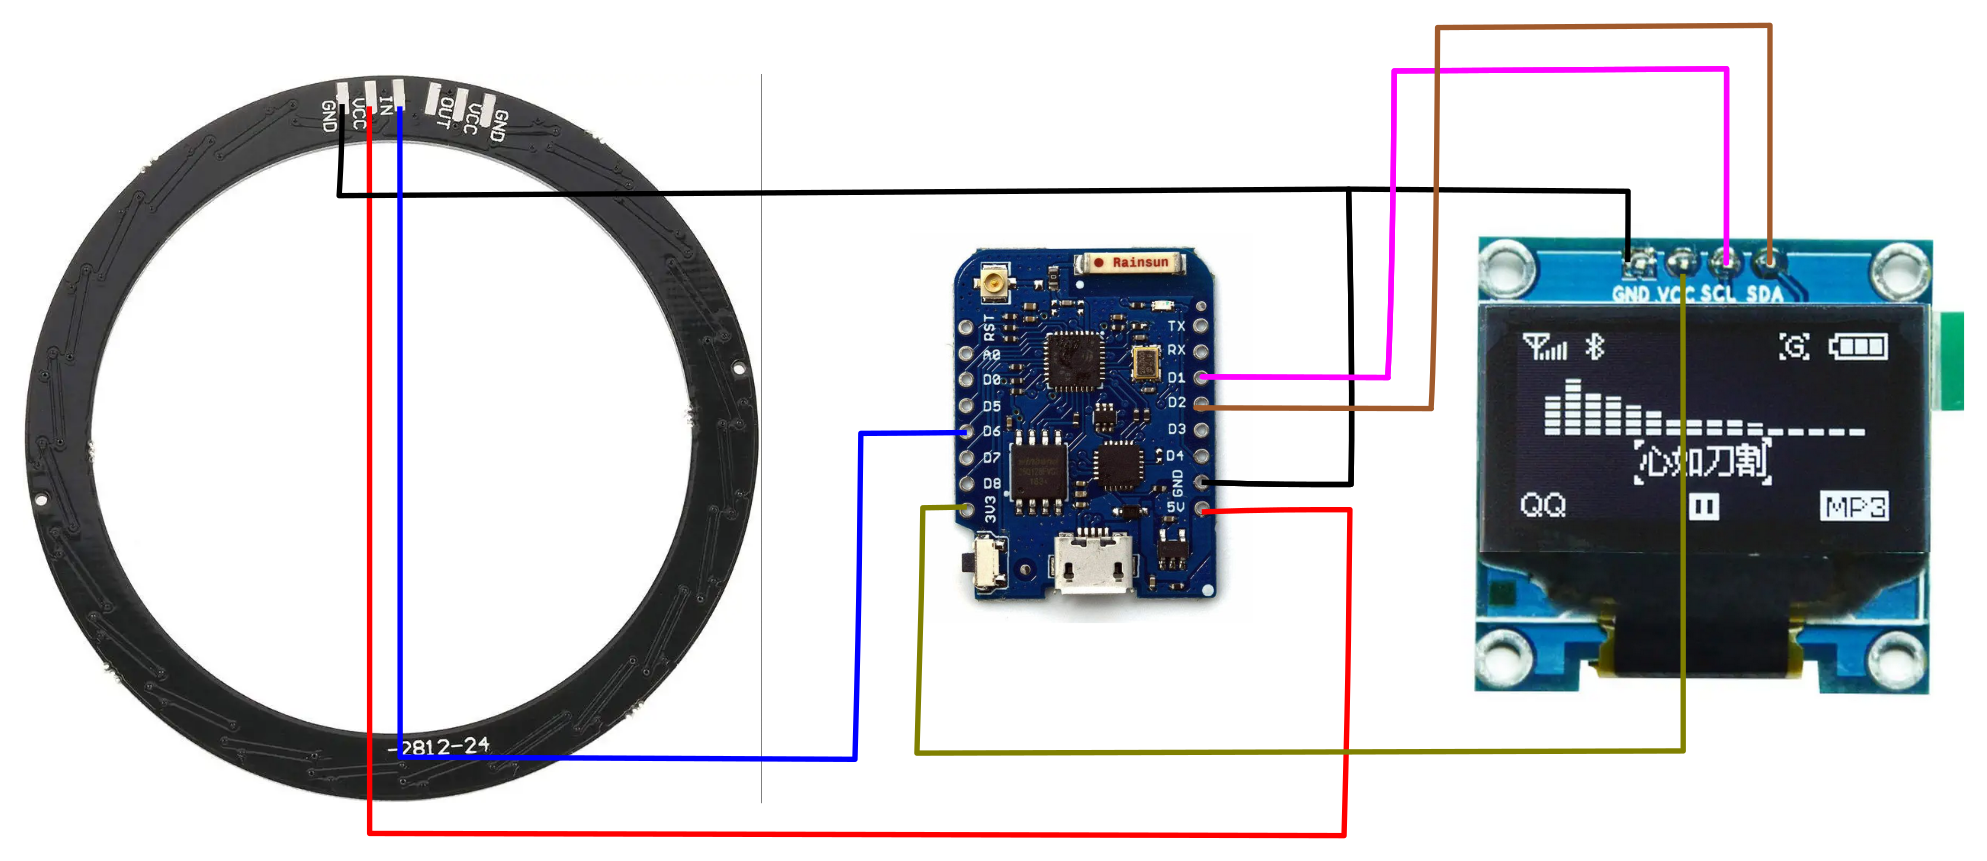 GND
VCC
IN
OUT
VCC
GND
-2812-24
Rainsun
RST
A0
D0
D5
D6
D7
D8
3V3
TX
RX
D1
D2
D3
D4
GND
5V
GND VCC SCL SDA
G
心如刀割
QQ
MP3